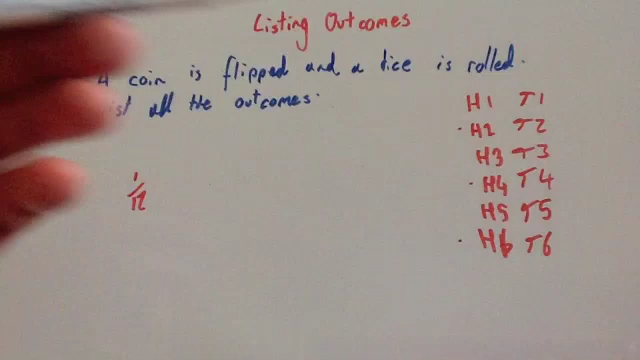 Listing Outcomes
A coin is flipped and a dice is rolled.
all the outcomes.
H1 T1
H2 T2
H3 T3
H4 T4
H5 T5
H6 T6
1/12